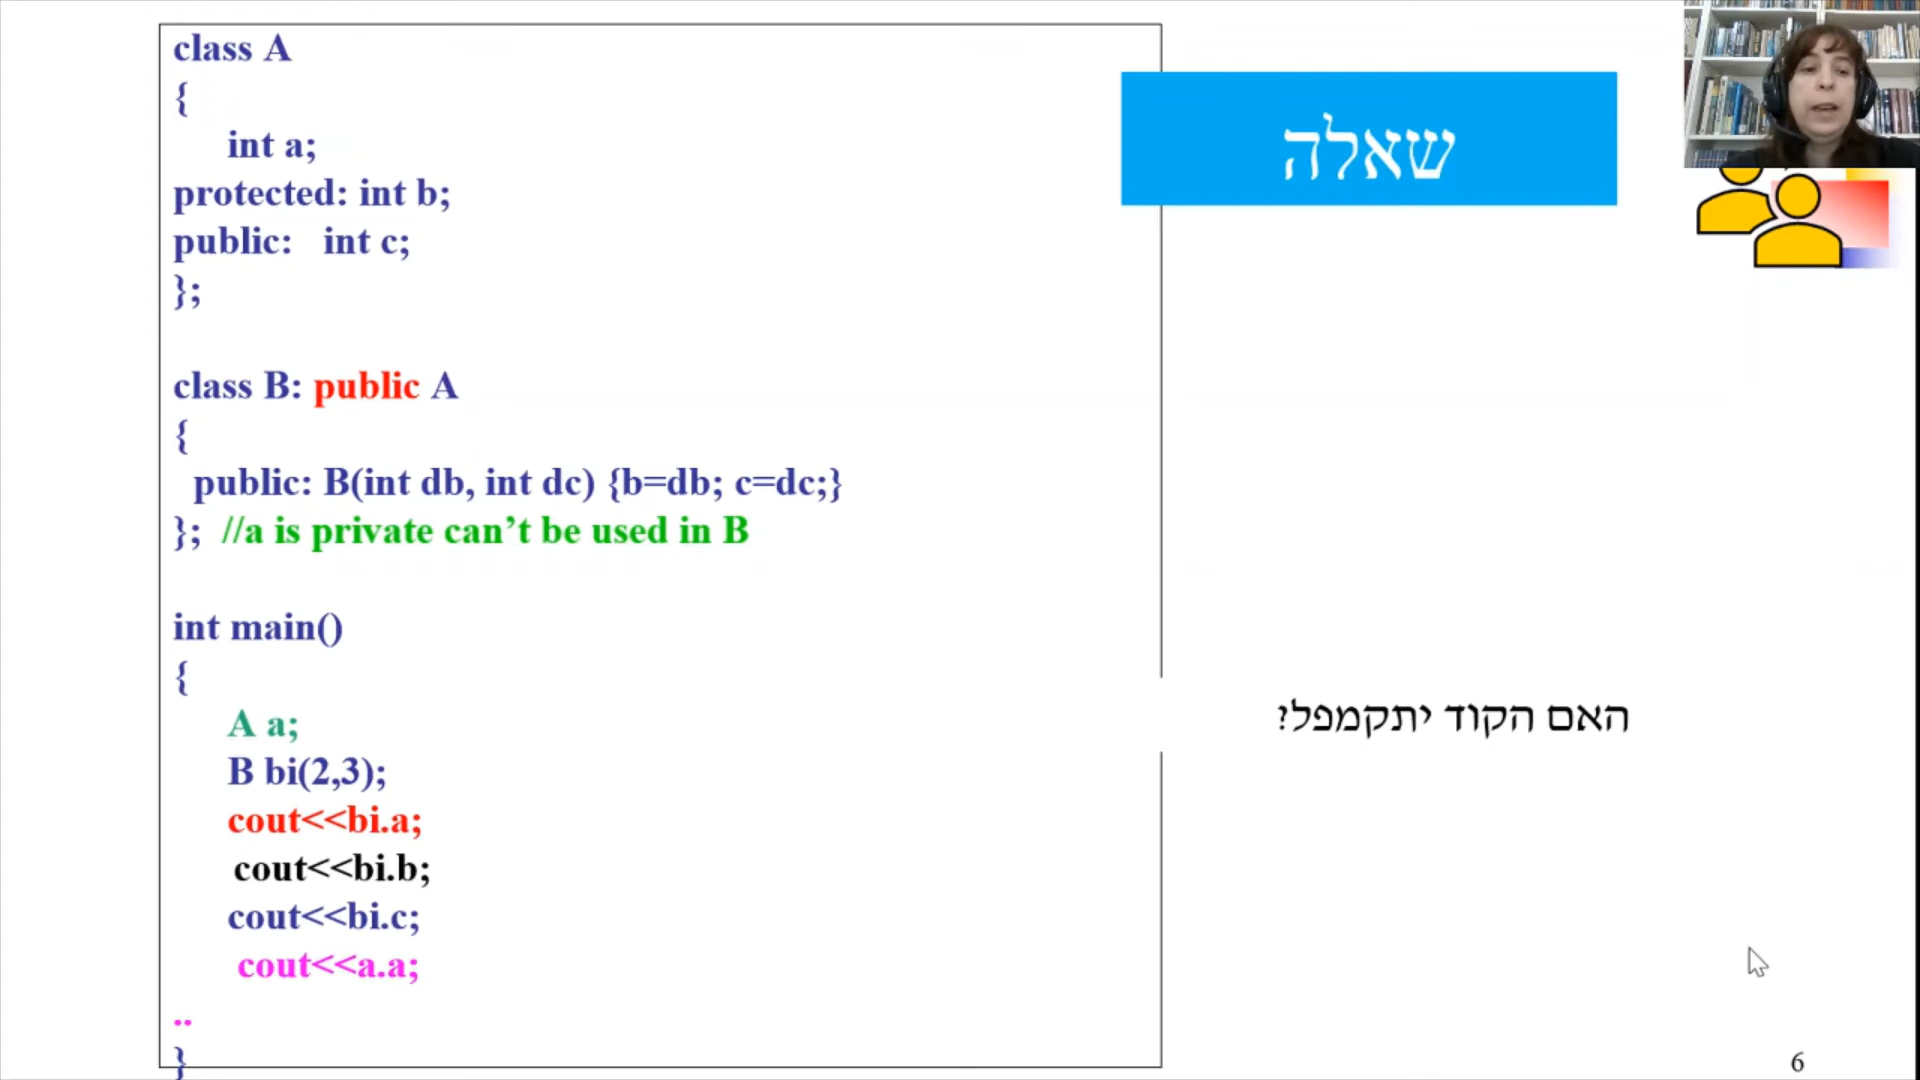 class A
{
int a;
protected: int b;
public: int c;
};
class B: public A
{
public: B(int db, int dc) {b=db; c=dc;}
}; //a is private can’t be used in B
int main()
{
A a;
B bi(2,3);
cout<<bi.a;
cout<<bi.b;
cout<<bi.c;
cout<<a.a;
..
}
שאלה
האם הקוד יתקמפל?
6